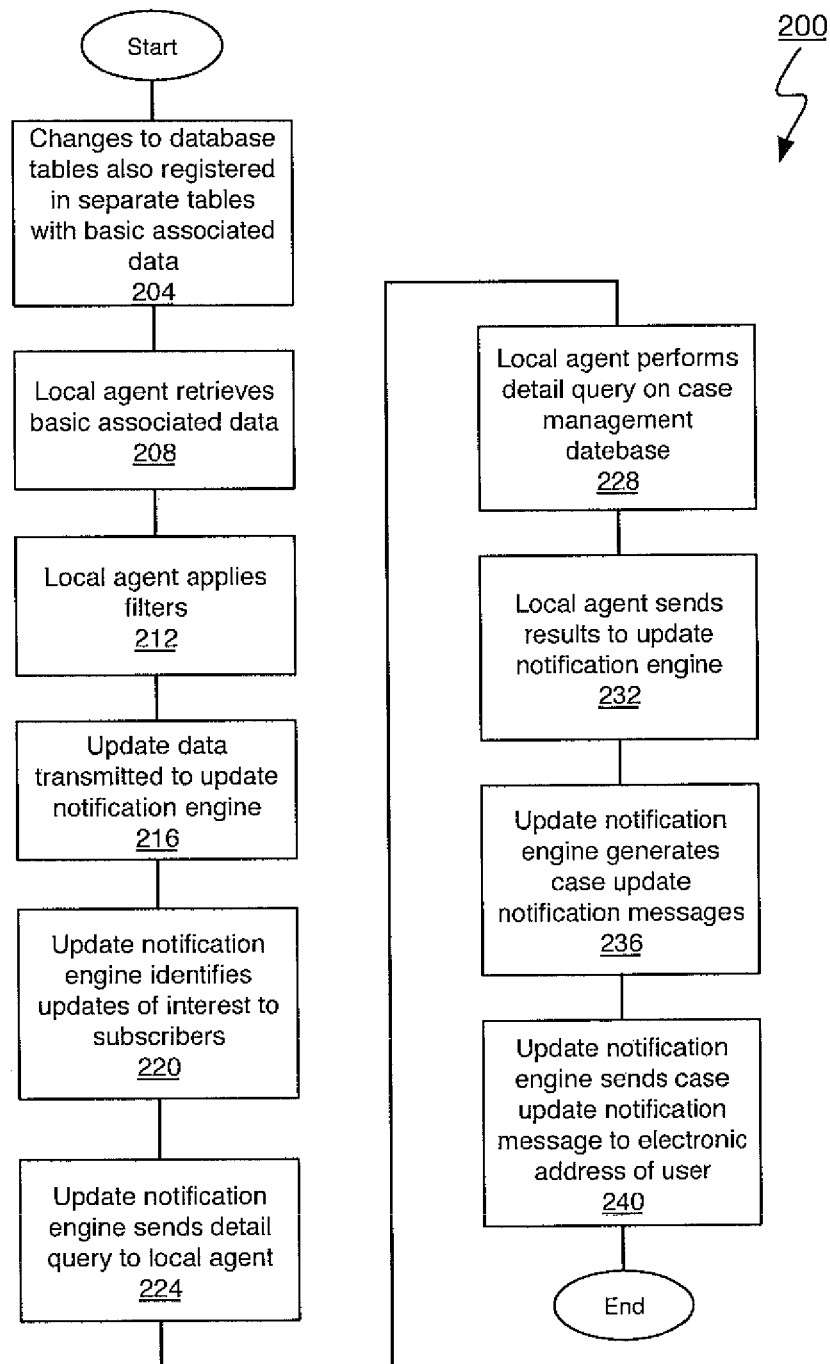 200
Start
Changes to database
tables also registered
in separate tables
with basic associated
data
204
Local agent retrieves
basic associated data
208
Local agent applies
filters
212
Update data
transmitted to update
notification engine
216
Update notification
engine identifies
updates of interest to
subscribers
220
Update notification
engine sends detail
query to local agent
224
Local agent performs
detail query on case
management
datebase
228
Local agent sends
results to update
notification engine
232
Update notification
engine generates
case update
notification messages
236
Update notification
engine sends case
update notification
message to electronic
address of user
240
End